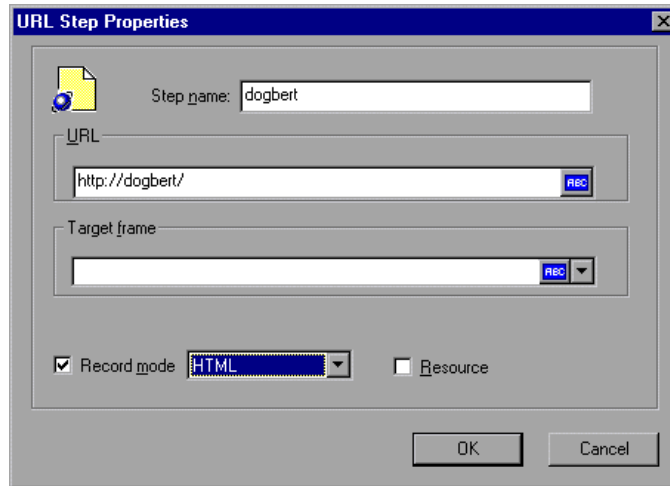 URL Step Properties
Step name: dogbert
URL
http://dogbert/
ABC
Target frame
ABC
Record mode HTML Resource
OK Cancel